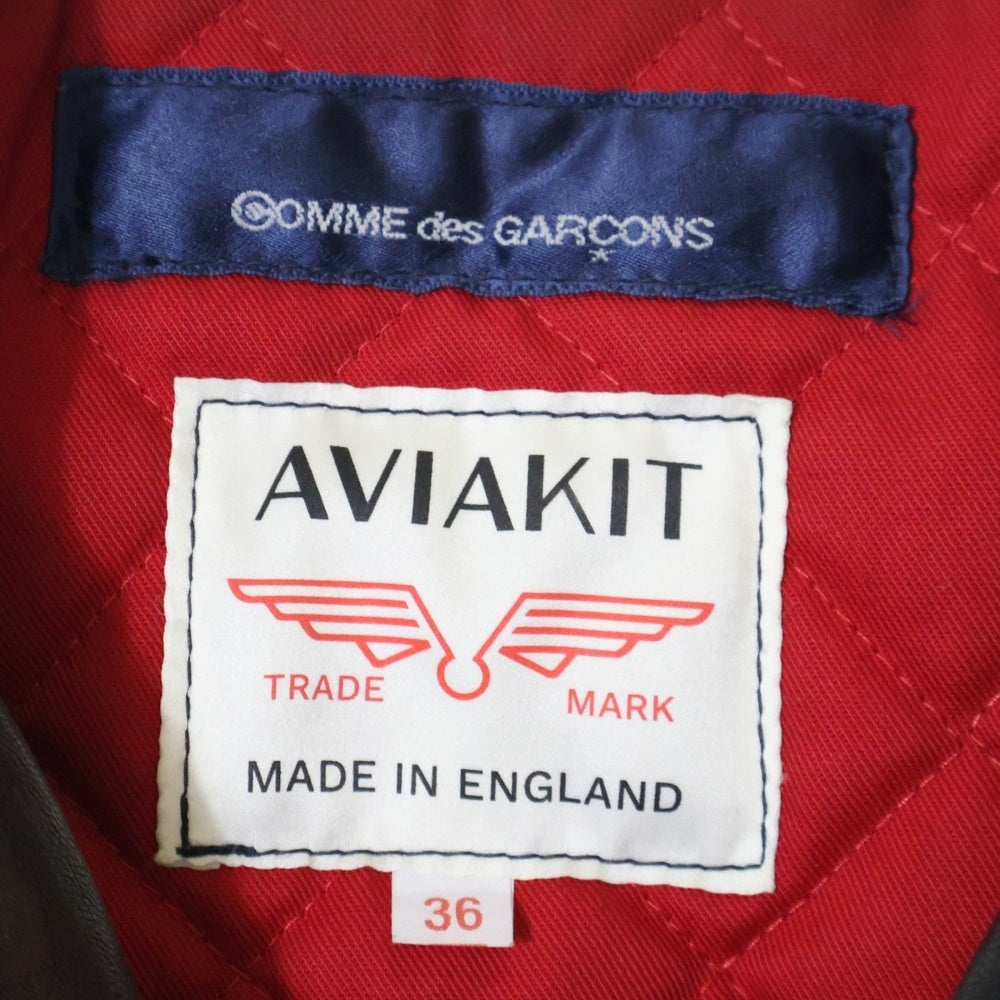 COMME des GARÇONS
AVIAKIT
TRADE MARK
MADE IN ENGLAND
36